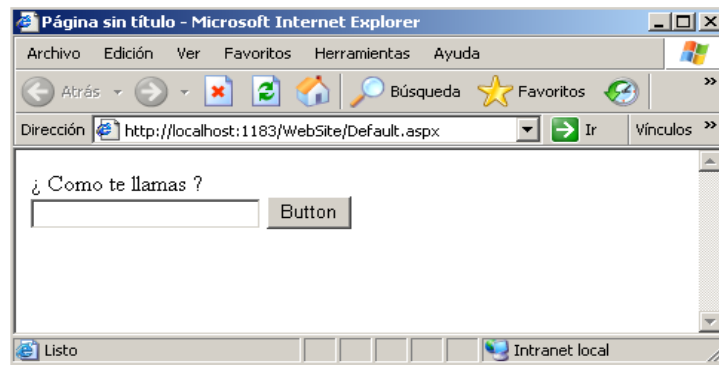 Página sin título - Microsoft Internet Explorer
Archivo Edición Ver Favoritos Herramientas Ayuda
Atrás Búsqueda Favoritos »
Dirección http://localhost:1183/WebSite/Default.aspx Ir Vínculos »
¿ Como te llamas ?
Button
Listo Intranet local